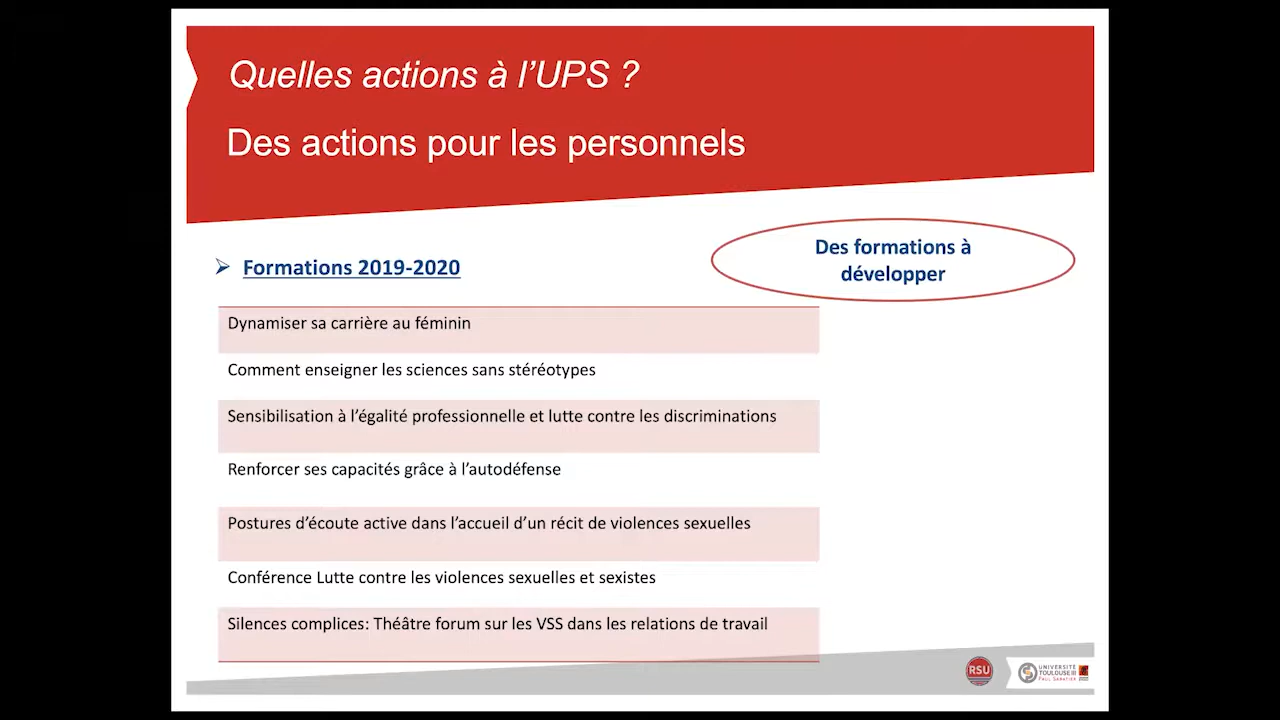 Quelles actions à l’UPS ?
Des actions pour les personnels
Des formations à
développer
Formations 2019-2020
Dynamiser sa carrière au féminin
Comment enseigner les sciences sans stéréotypes
Sensibilisation à l’égalité professionnelle et lutte contre les discriminations
Renforcer ses capacités grâce à l’autodéfense
Postures d’écoute active dans l’accueil d’un récit de violences sexuelles
Conférence Lutte contre les violences sexuelles et sexistes
Silences complices: Théâtre forum sur les VSS dans les relations de travail
RSU
UNIVERSITÉ
TOULOUSE III
PAUL SABATIER